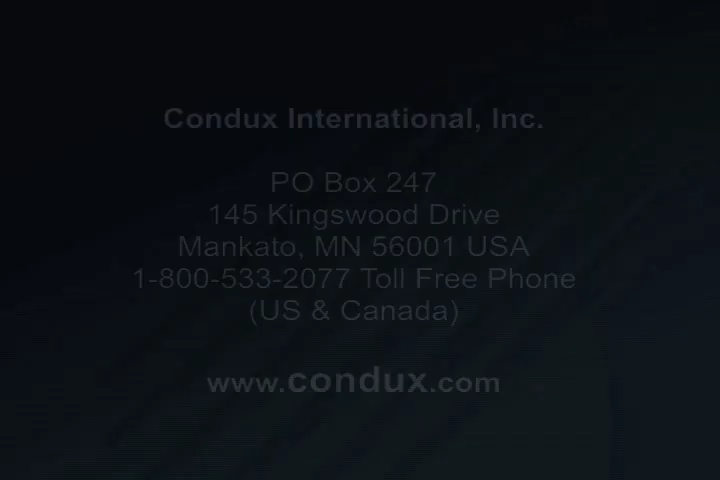 Condux International, Inc.
PO Box 247
145 Kingswood Drive
Mankato, MN 56001 USA
1-800-533-2077 Toll Free Phone
(US & Canada)
www.condux.com